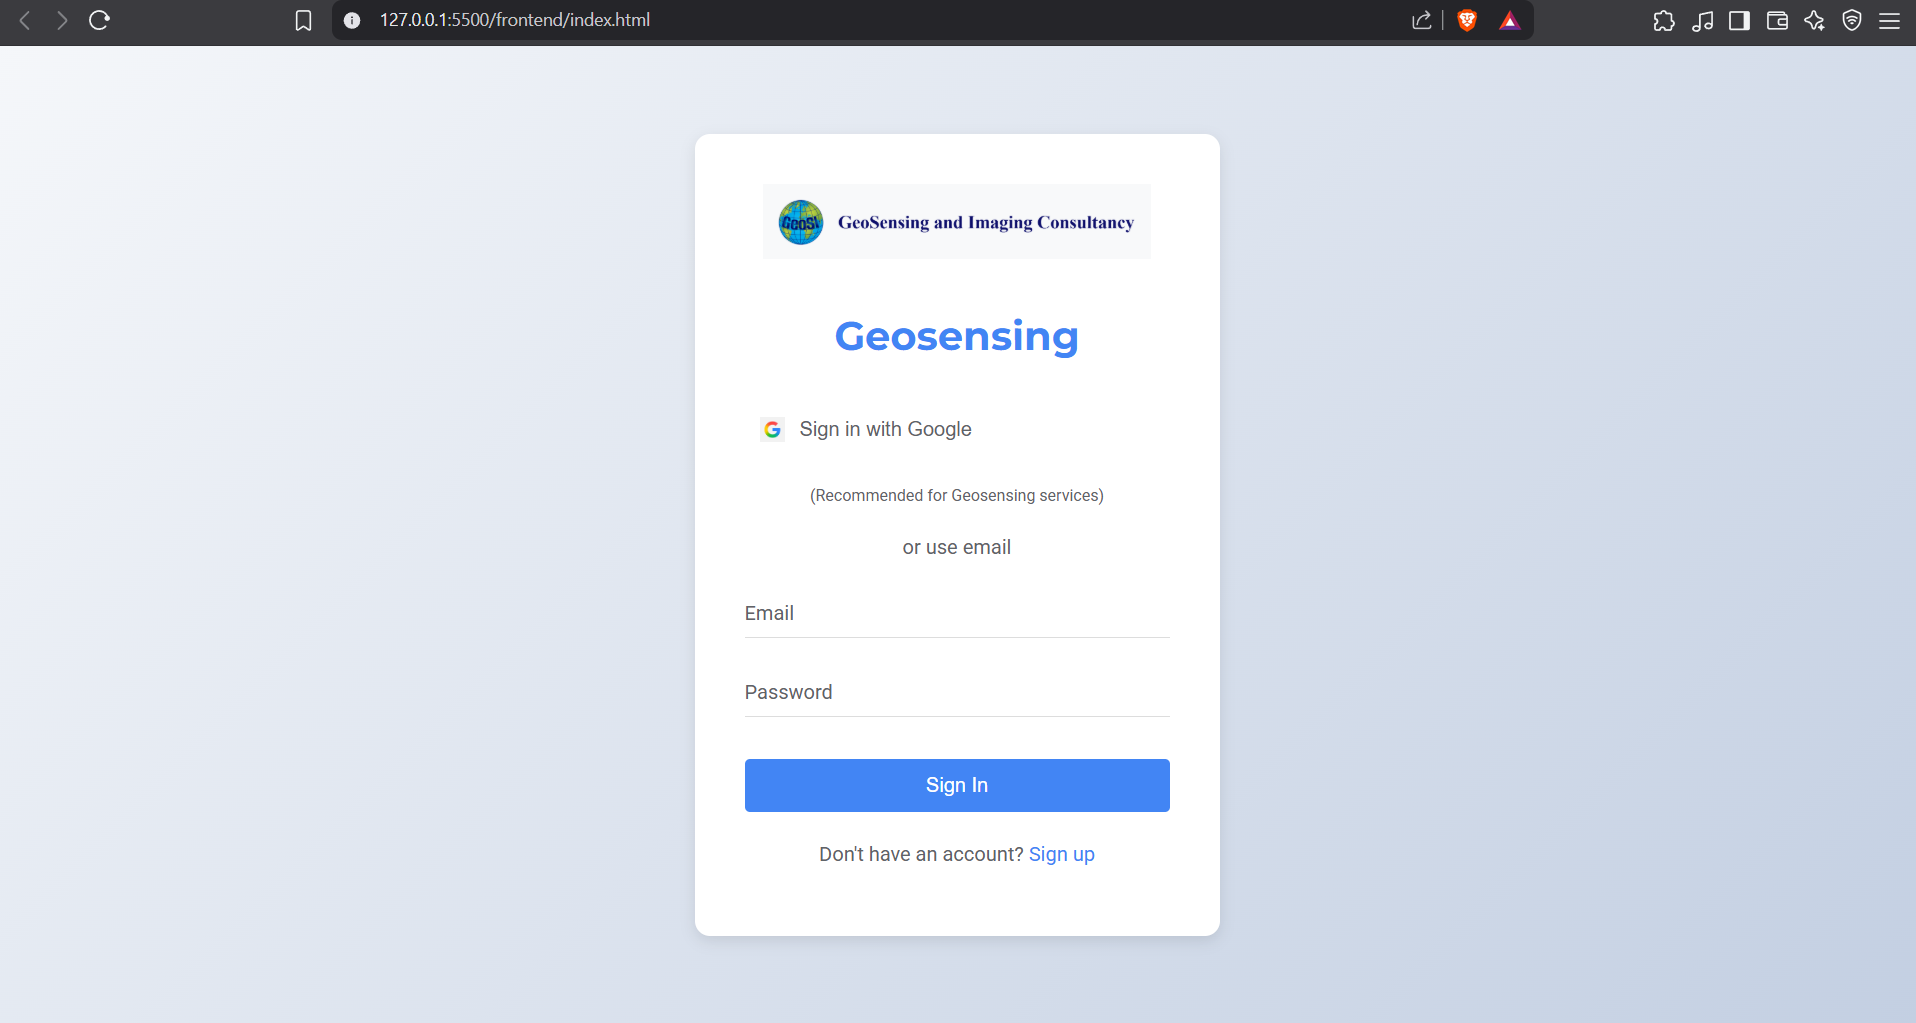 127.0.0.1:5500/frontend/index.html
GeoSI GeoSensing and Imaging Consultancy
Geosensing
Sign in with Google
(Recommended for Geosensing services)
or use email
Email
Password
Sign In
Don't have an account? Sign up